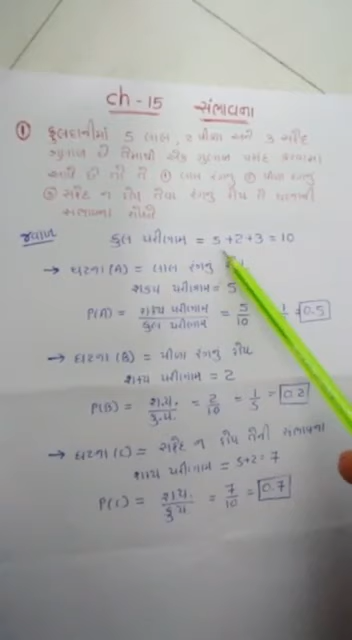 ch - 15 સંભાવના
① ફૂલદાનીમાં 5 લાલ, 2 પીળા અને 3 સફેદ
ગુલાબ છે તેમાંથી એક ગુલાબ પસંદ કરવામાં
આવે છે તો તે ① લાલ રંગનુ ② પીળા રંગનુ
③ સફેદ ન હોય તેવા રંગનુ હોય તે ઘટનાની
સંભાવના શોધો
જવાબ કુલ પરીણામ = 5+2+3 = 10
→ ઘટના (A) = લાલ રંગનુ
શક્ય પરીણામ = 5
P(A) = શક્ય પરીણામ / કુલ પરીણામ = 5/10 = 1/ = 0.5
→ ઘટના (B) = પીળા રંગનુ હોય
શક્ય પરીણામ = 2
P(B) = શ.પ. / કુ.પ. = 2/10 = 1/5 = 0.2
→ ઘટના (C) = સફેદ ન હોય તેની સંભાવના
શક્ય પરીણામ = 5+2 = 7
P(C) = શ.પ. / કુ.પ. = 7/10 = 0.7